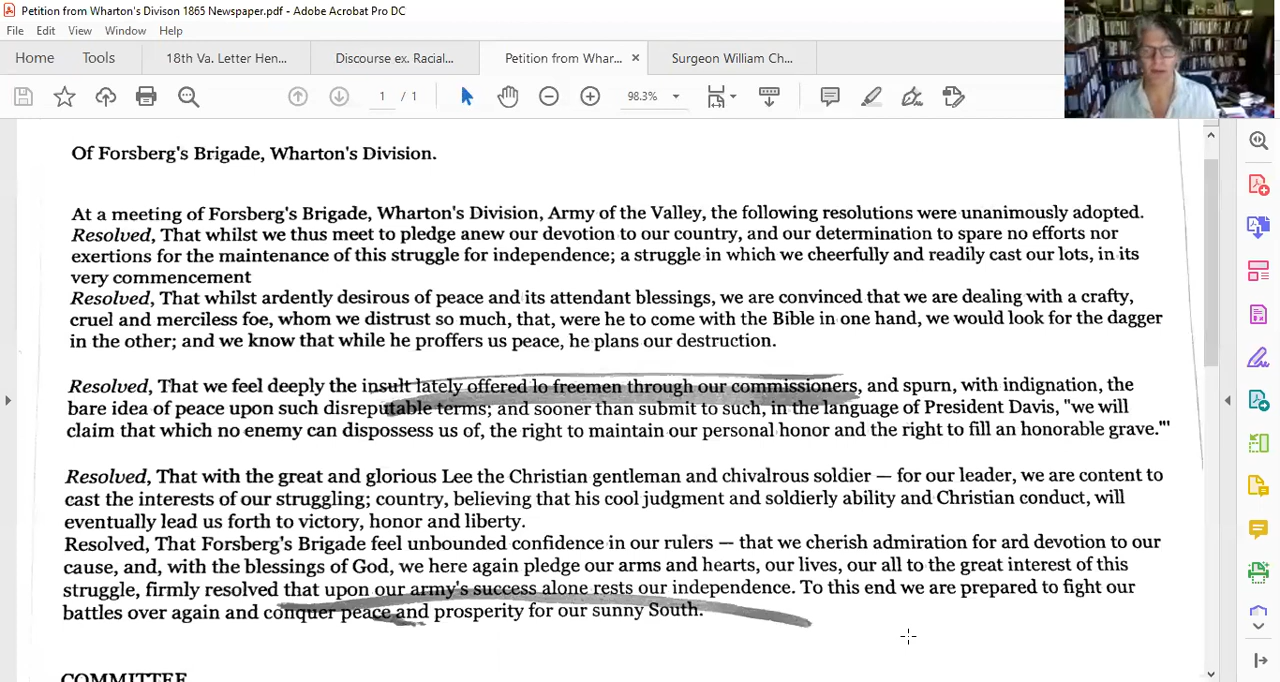 Petition from Wharton's Divison 1865 Newspaper.pdf - Adobe Acrobat Pro DC
File Edit View Window Help
Home Tools 18th Va. Letter Hen... Discourse ex. Racial... Petition from Whar... × Surgeon William Ch...
1 / 1 98.3%
Of Forsberg's Brigade, Wharton's Division.
At a meeting of Forsberg's Brigade, Wharton's Division, Army of the Valley, the following resolutions were unanimously adopted.
Resolved, That whilst we thus meet to pledge anew our devotion to our country, and our determination to spare no efforts nor
exertions for the maintenance of this struggle for independence; a struggle in which we cheerfully and readily cast our lots, in its
very commencement
Resolved, That whilst ardently desirous of peace and its attendant blessings, we are convinced that we are dealing with a crafty,
cruel and merciless foe, whom we distrust so much, that, were he to come with the Bible in one hand, we would look for the dagger
in the other; and we know that while he proffers us peace, he plans our destruction.
Resolved, That we feel deeply the insult lately offered lo freemen through our commissioners, and spurn, with indignation, the
bare idea of peace upon such disreputable terms; and sooner than submit to such, in the language of President Davis, "we will
claim that which no enemy can dispossess us of, the right to maintain our personal honor and the right to fill an honorable grave."'
Resolved, That with the great and glorious Lee the Christian gentleman and chivalrous soldier — for our leader, we are content to
cast the interests of our struggling; country, believing that his cool judgment and soldierly ability and Christian conduct, will
eventually lead us forth to victory, honor and liberty.
Resolved, That Forsberg's Brigade feel unbounded confidence in our rulers — that we cherish admiration for ard devotion to our
cause, and, with the blessings of God, we here again pledge our arms and hearts, our lives, our all to the great interest of this
struggle, firmly resolved that upon our army's success alone rests our independence. To this end we are prepared to fight our
battles over again and conquer peace and prosperity for our sunny South.
COMMITTEE